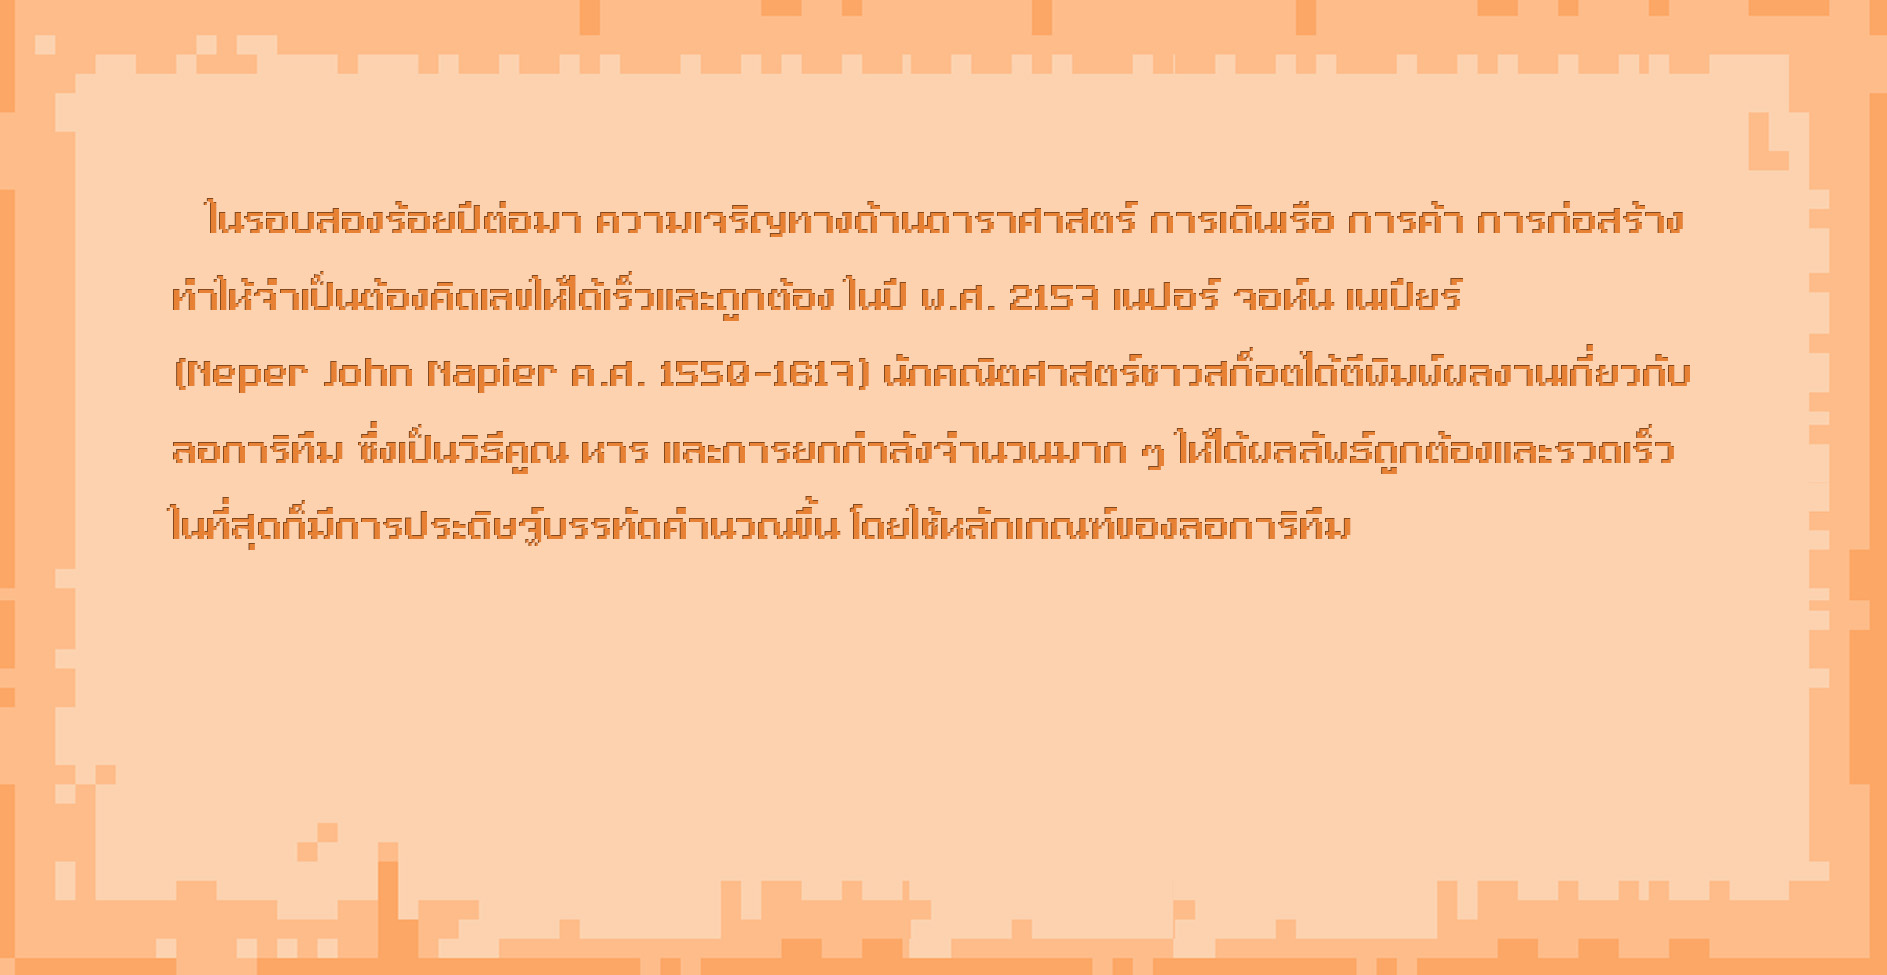 ในรอบสองร้อยปีต่อมา ความเจริญทางด้านดาราศาสตร์ การเดินเรือ การค้า การก่อสร้าง
ทำให้จำเป็นต้องคิดเลขให้ได้เร็วและถูกต้อง ในปี พ.ศ. 2157 เนปอร์ จอห์น เนเปียร์
(Neper John Napier ค.ศ. 1550-1617) นักคณิตศาสตร์ชาวสก็อตได้ตีพิมพ์ผลงานเกี่ยวกับ
ลอการิทึม ซึ่งเป็นวิธีคูณ หาร และการยกกำลังจำนวนมาก ๆ ให้ได้ผลลัพธ์ถูกต้องและรวดเร็ว
ในที่สุดก็มีการประดิษฐ์บรรทัดคำนวณขึ้น โดยใช้หลักเกณฑ์ของลอการิทึม